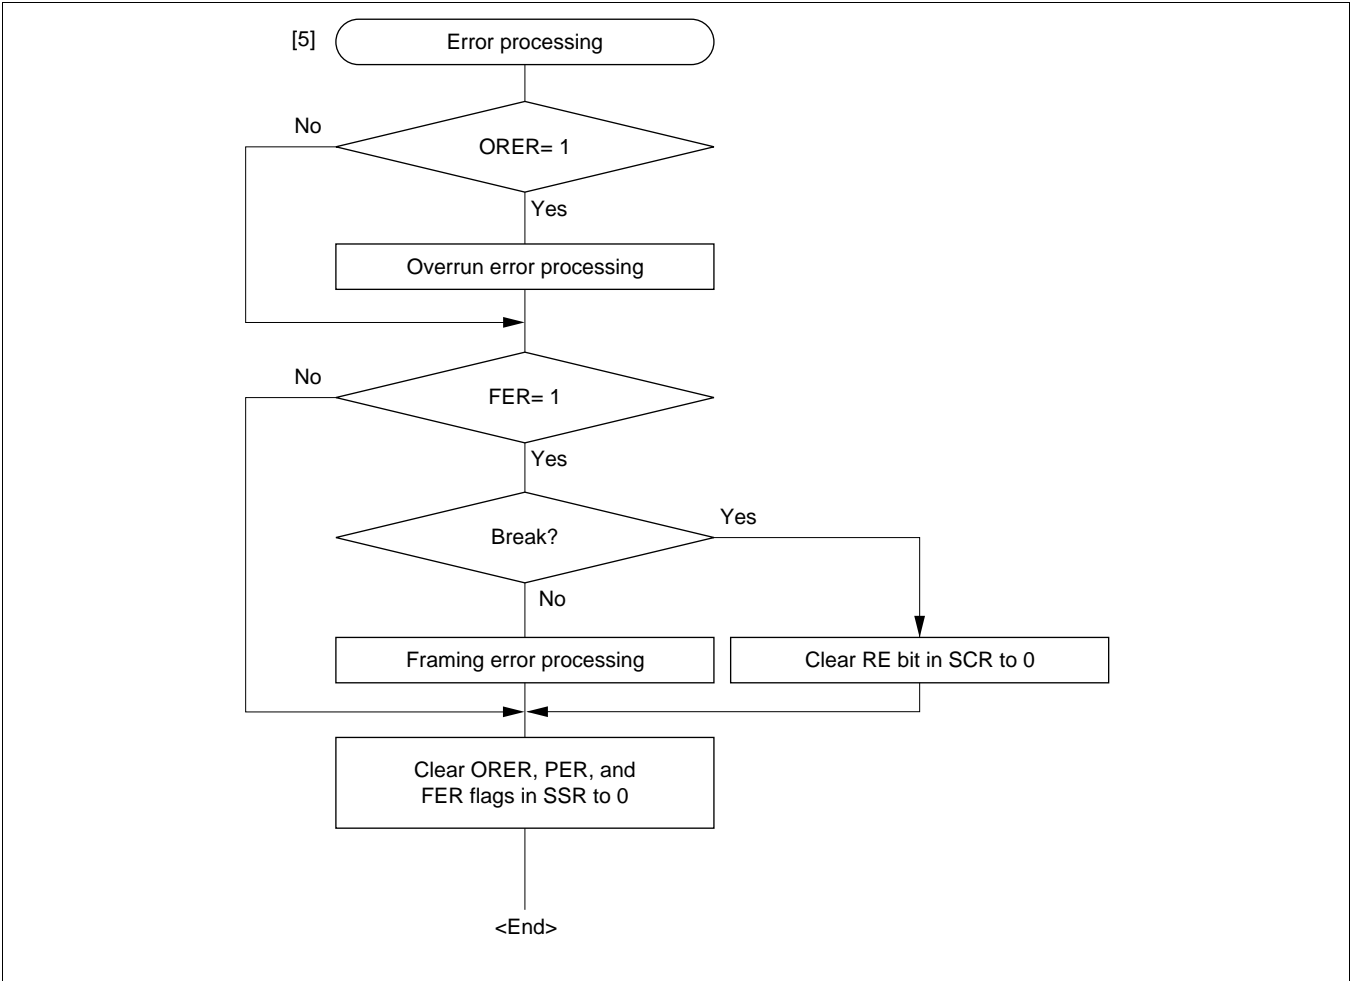 [5]
Error processing
No
ORER= 1
Yes
Overrun error processing
No
FER= 1
Yes
Break?
Yes
No
Framing error processing
Clear RE bit in SCR to 0
Clear ORER, PER, and
FER flags in SSR to 0
<End>